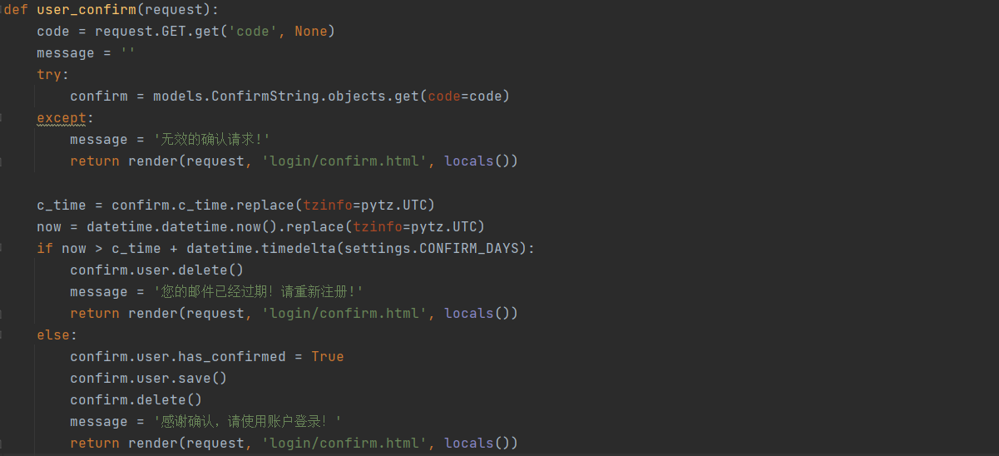 def user_confirm(request):
    code = request.GET.get('code', None)
    message = ''
    try:
        confirm = models.ConfirmString.objects.get(code=code)
    except:
        message = '无效的确认请求!'
        return render(request, 'login/confirm.html', locals())

    c_time = confirm.c_time.replace(tzinfo=pytz.UTC)
    now = datetime.datetime.now().replace(tzinfo=pytz.UTC)
    if now > c_time + datetime.timedelta(settings.CONFIRM_DAYS):
        confirm.user.delete()
        message = '您的邮件已经过期！请重新注册!'
        return render(request, 'login/confirm.html', locals())
    else:
        confirm.user.has_confirmed = True
        confirm.user.save()
        confirm.delete()
        message = '感谢确认，请使用账户登录！'
        return render(request, 'login/confirm.html', locals())